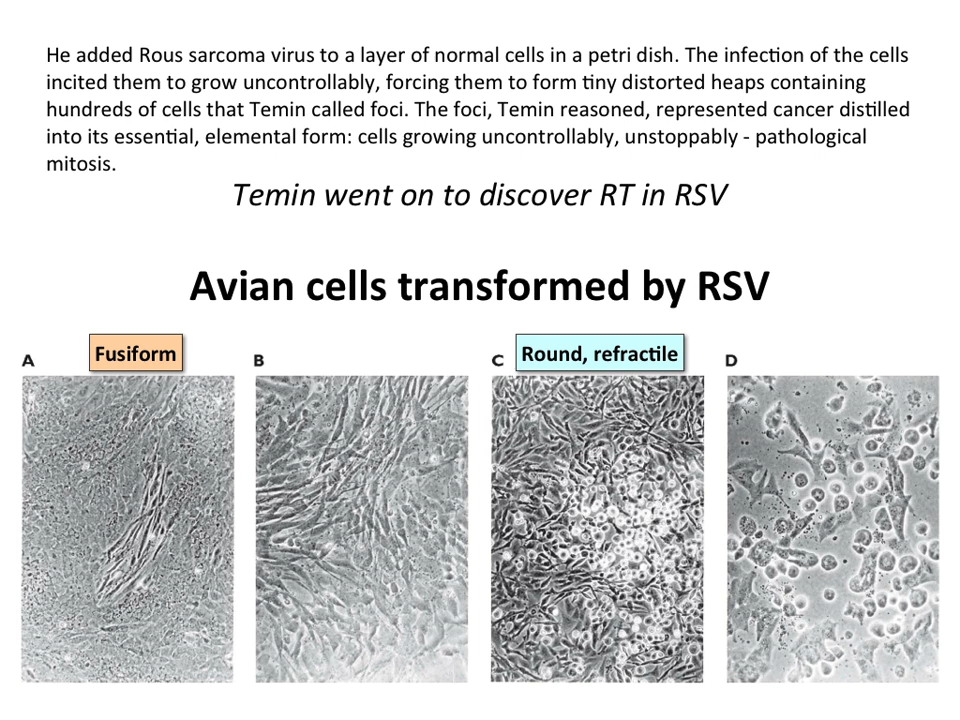 He added Rous sarcoma virus to a layer of normal cells in a petri dish. The infection of the cells
incited them to grow uncontrollably, forcing them to form tiny distorted heaps containing
hundreds of cells that Temin called foci. The foci, Temin reasoned, represented cancer distilled
into its essential, elemental form: cells growing uncontrollably, unstoppably - pathological
mitosis.
Temin went on to discover RT in RSV
Avian cells transformed by RSV
A Fusiform B C Round, refractile D